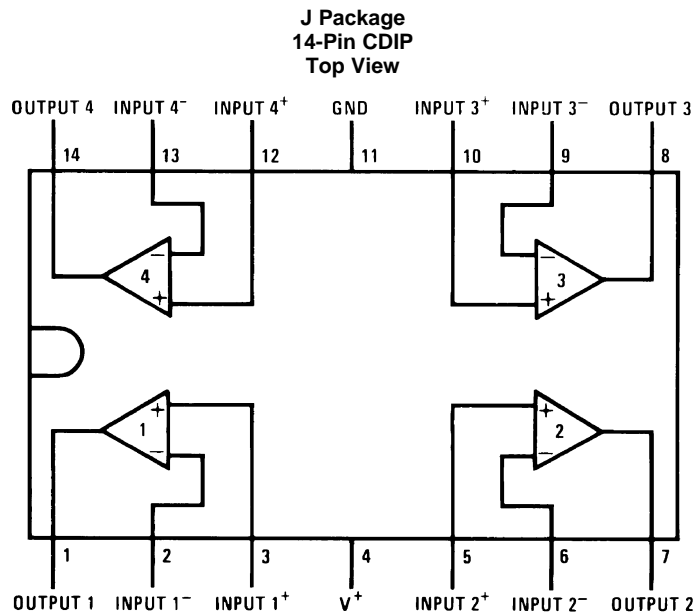 J Package
14-Pin CDIP
Top View
OUTPUT 4 INPUT 4⁻ INPUT 4⁺ GND INPUT 3⁺ INPUT 3⁻ OUTPUT 3
14 13 12 11 10 9 8
− −
4 3
+ +
+ +
1 2
− −
1 2 3 4 5 6 7
OUTPUT 1 INPUT 1⁻ INPUT 1⁺ V⁺ INPUT 2⁺ INPUT 2⁻ OUTPUT 2